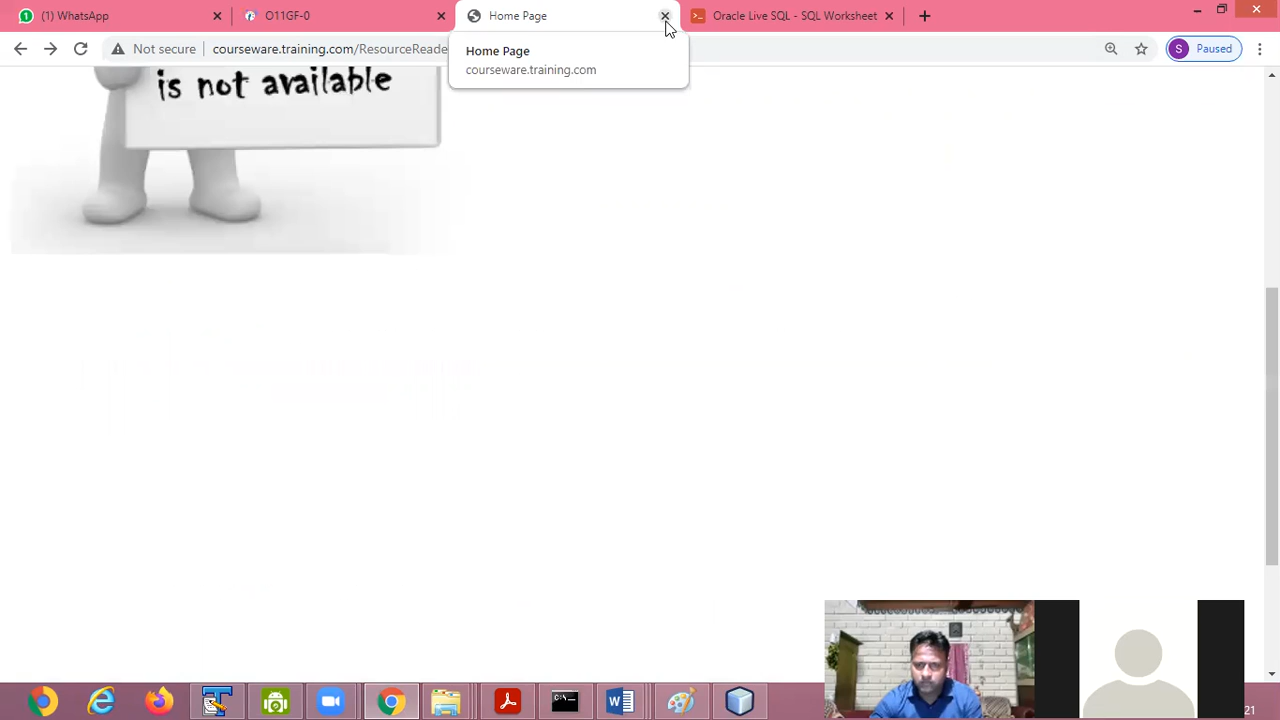 (1) WhatsApp
O11GF-0
Home Page
Oracle Live SQL - SQL Worksheet
Not secure
courseware.training.com/ResourceReade
Paused
S
Home Page
courseware.training.com
is not available
21